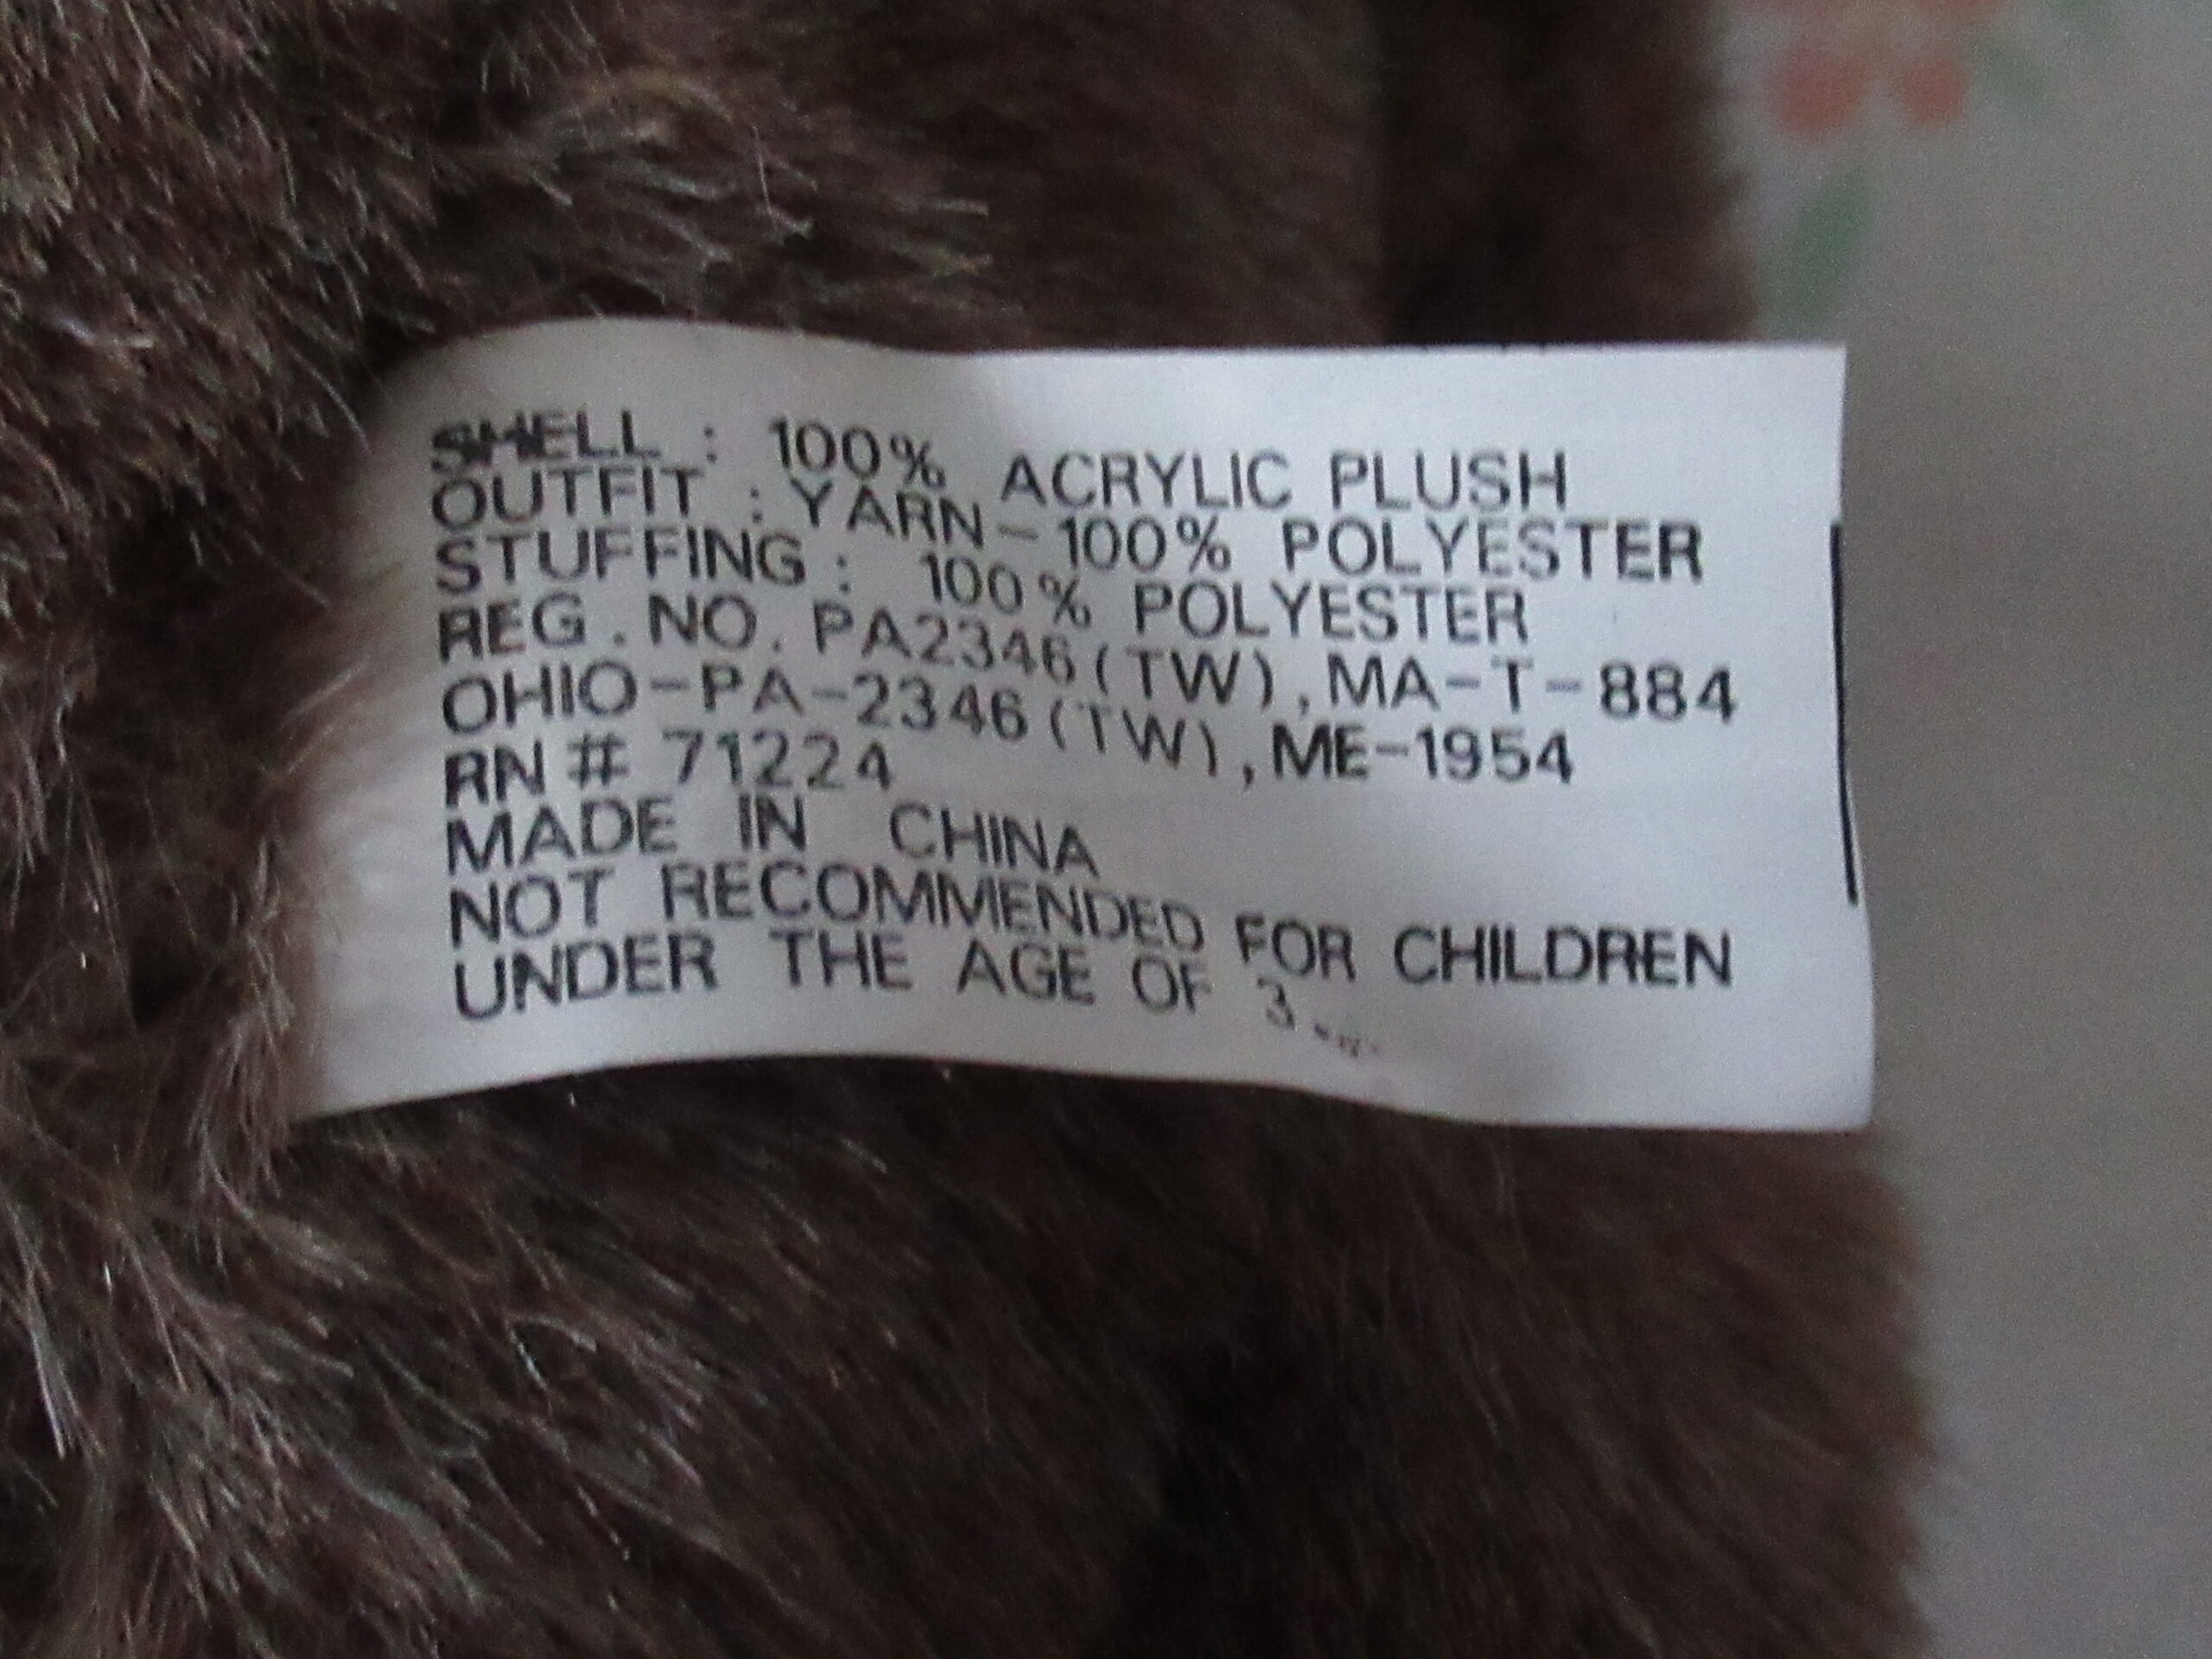 SHELL : 100% ACRYLIC PLUSH
OUTFIT : YARN-100% POLYESTER
STUFFING : 100% POLYESTER
REG. NO. PA2346(TW), MA-T-884
OHIO-PA-2346(TW), ME-1954
RN # 71224
MADE IN CHINA
NOT RECOMMENDED FOR CHILDREN
UNDER THE AGE OF 3